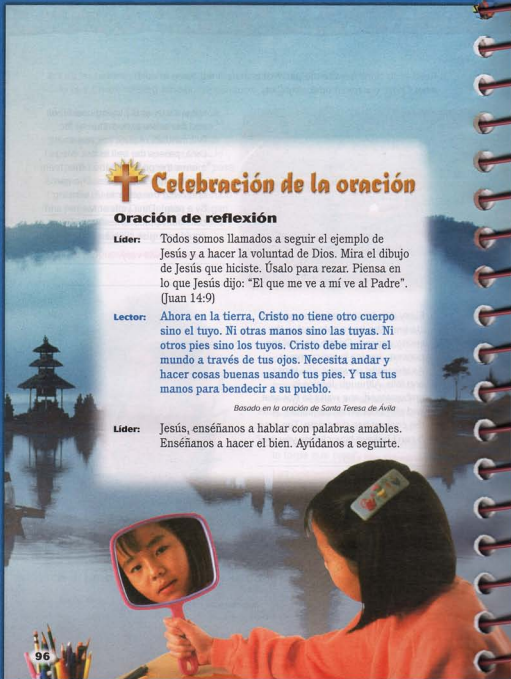 Celebración de la oración
Oración de reflexión
Líder: Todos somos llamados a seguir el ejemplo de
Jesús y a hacer la voluntad de Dios. Mira el dibujo
de Jesús que hiciste. Úsalo para rezar. Piensa en
lo que Jesús dijo: “El que me ve a mí ve al Padre”.
(Juan 14:9)
Lector: Ahora en la tierra, Cristo no tiene otro cuerpo
sino el tuyo. Ni otras manos sino las tuyas. Ni
otros pies sino los tuyos. Cristo debe mirar el
mundo a través de tus ojos. Necesita andar y
hacer cosas buenas usando tus pies. Y usa tus
manos para bendecir a su pueblo.
Basado en la oración de Santa Teresa de Ávila
Líder: Jesús, enséñanos a hablar con palabras amables.
Enséñanos a hacer el bien. Ayúdanos a seguirte.
96